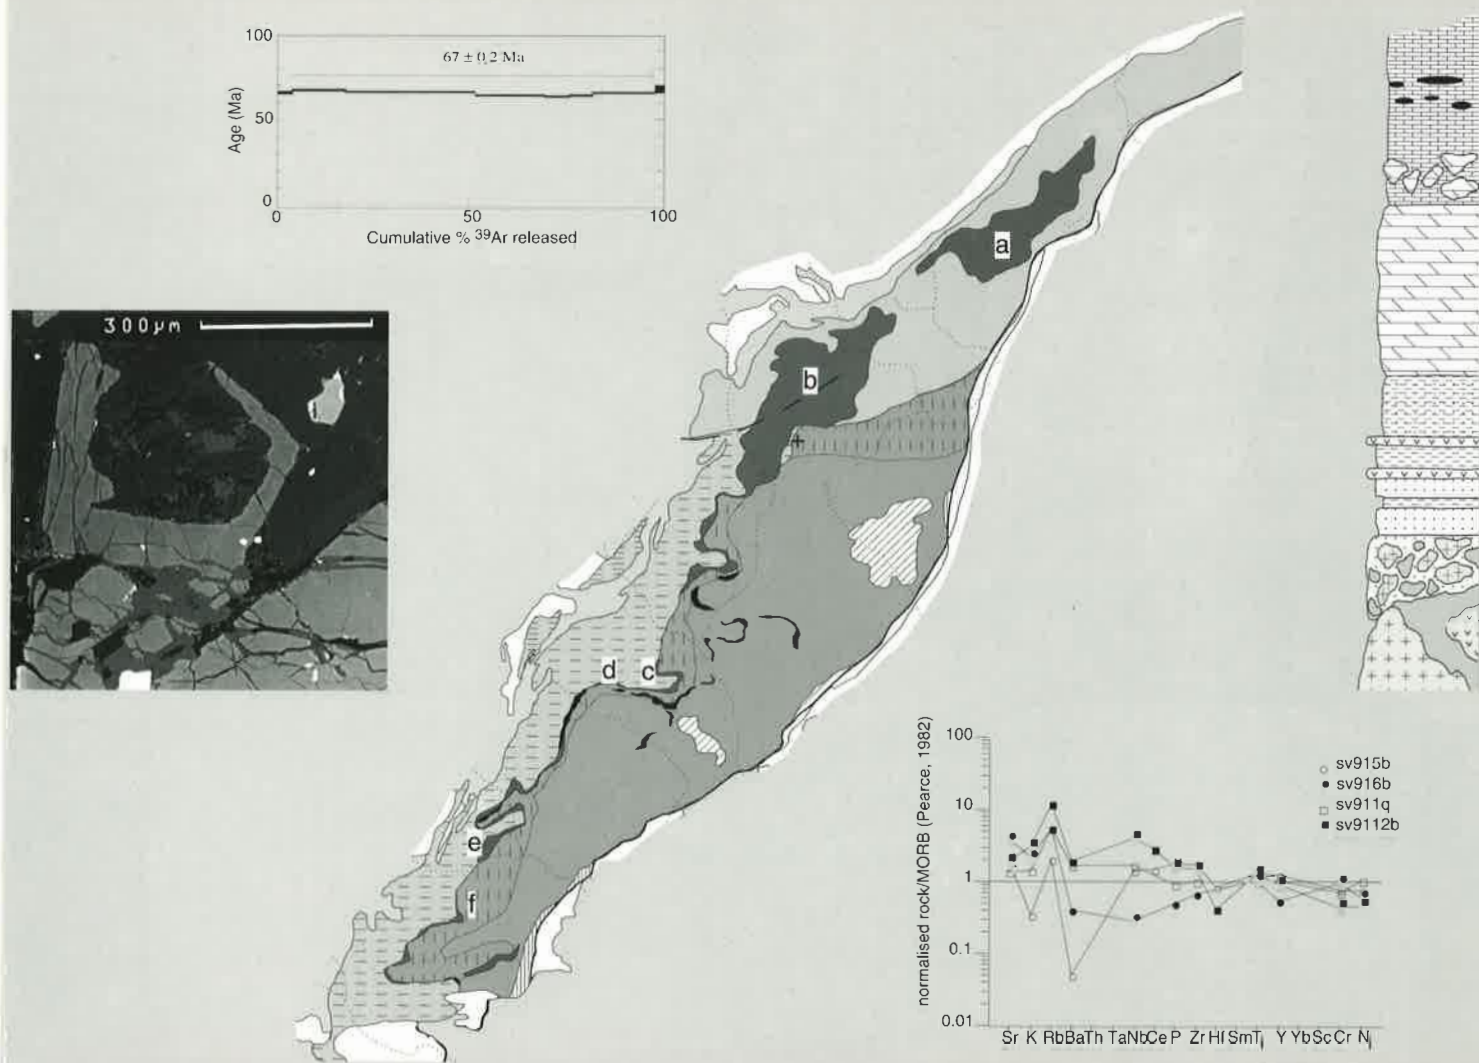 100
67 ± 0.2 Ma
Age (Ma)
50
0
0 50 100
Cumulative % 39Ar released
300µm
a
b
d c
e
f
normalised rock/MORB (Pearce, 1982)
100
10
1
0.1
0.01
sv915b
sv916b
sv911q
sv9112b
Sr K Rb Ba Th Ta Nb Ce P Zr Hf Sm Ti Y Yb Sc Cr Ni